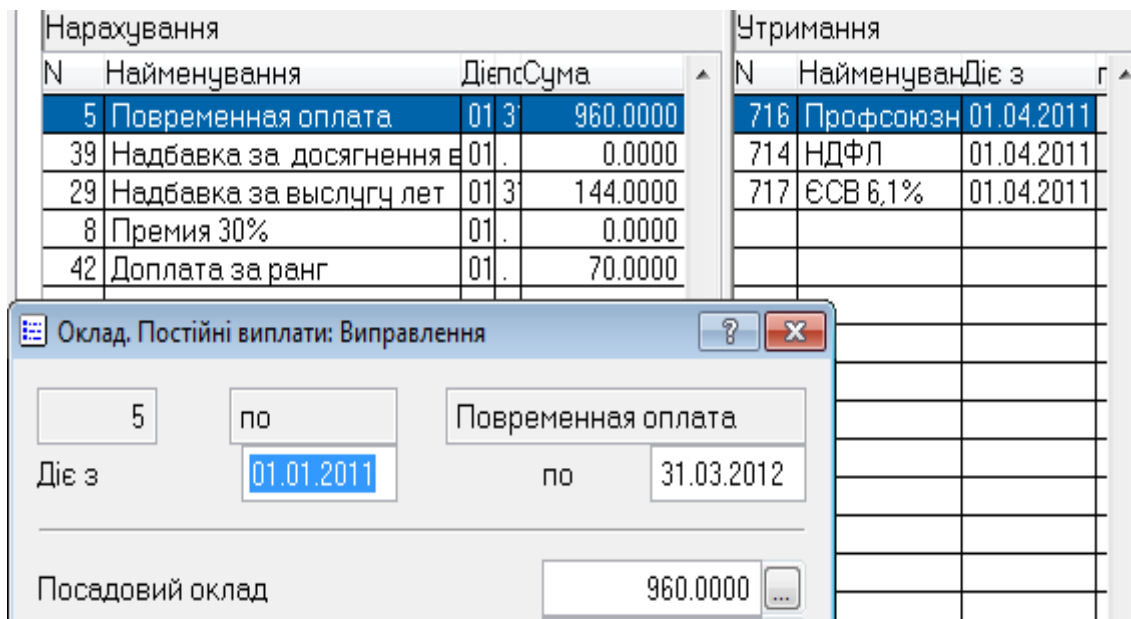 Нарахування Утримання
N Найменування Діє пс Сума N Найменуван Діє з г
5 Повременная оплата 01 31 960.0000 716 Профсоюзн 01.04.2011
39 Надбавка за досягнення в 01 . 0.0000 714 НДФЛ 01.04.2011
29 Надбавка за выслугу лет 01 31 144.0000 717 ЄСВ 6,1% 01.04.2011
8 Премия 30% 01 . 0.0000
42 Доплата за ранг 01 . 70.0000
Оклад. Постійні виплати: Виправлення
5 по Повременная оплата
Діє з 01.01.2011 по 31.03.2012
Посадовий оклад 960.0000 ...